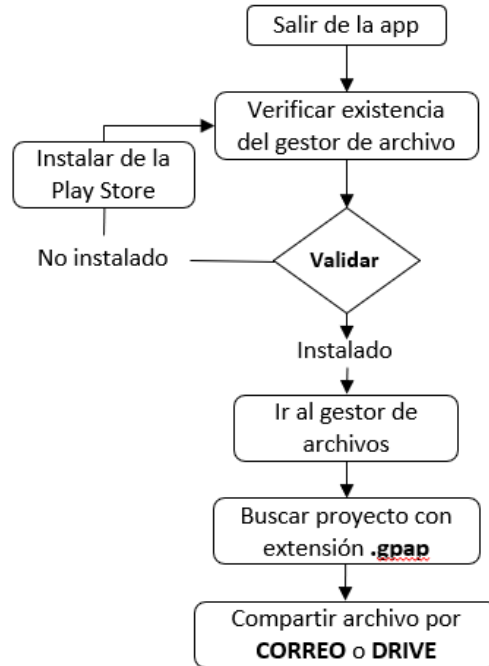 Salir de la app
Verificar existencia
del gestor de archivo
Instalar de la
Play Store
No instalado
Validar
Instalado
Ir al gestor de
archivos
Buscar proyecto con
extensión .gpap
Compartir archivo por
CORREO o DRIVE